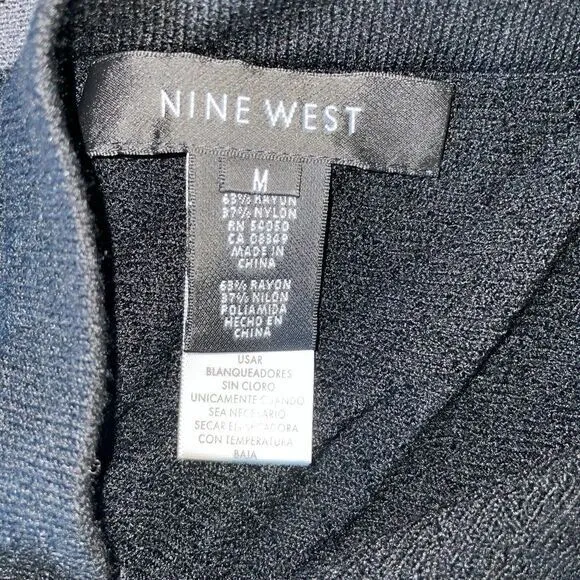 NINE WEST
M
63% RAYON
37% NYLON
RN 54050
CA 08349
MADE IN
CHINA
63% RAYON
37% NILON
POLIAMIDA
HECHO EN
CHINA
USAR
BLANQUEADORES
SIN CLORO
UNICAMENTE CUANDO
SEA NECESARIO
SECAR EN SECADORA
CON TEMPERATURA
BAJA